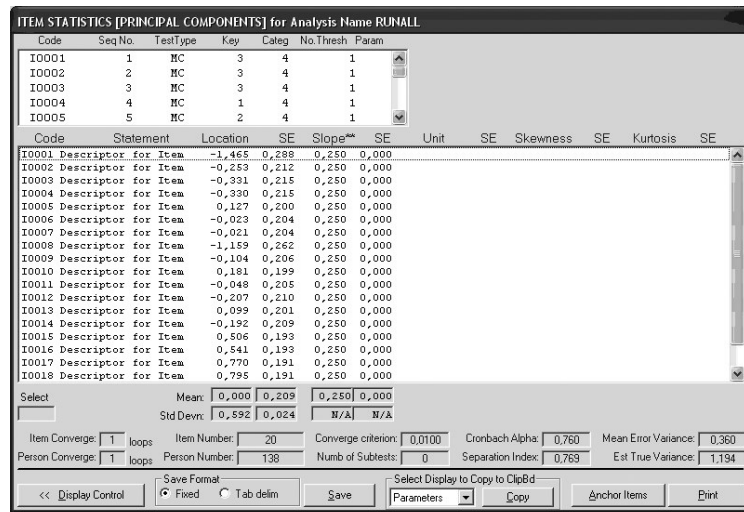 ITEM STATISTICS [PRINCIPAL COMPONENTS] for Analysis Name RUNALL
Code Seq No. TestType Key Categ No.Thresh Param
I0001 1 MC 3 4 1
I0002 2 MC 3 4 1
I0003 3 MC 3 4 1
I0004 4 MC 1 4 1
I0005 5 MC 2 4 1
Code Statement Location SE Slope** SE Unit SE Skewness SE Kurtosis SE
I0001 Descriptor for Item -1,465 0,288 0,250 0,000
I0002 Descriptor for Item -0,253 0,212 0,250 0,000
I0003 Descriptor for Item -0,331 0,215 0,250 0,000
I0004 Descriptor for Item -0,330 0,215 0,250 0,000
I0005 Descriptor for Item 0,127 0,200 0,250 0,000
I0006 Descriptor for Item -0,023 0,204 0,250 0,000
I0007 Descriptor for Item -0,021 0,204 0,250 0,000
I0008 Descriptor for Item -1,159 0,262 0,250 0,000
I0009 Descriptor for Item -0,104 0,206 0,250 0,000
I0010 Descriptor for Item 0,181 0,199 0,250 0,000
I0011 Descriptor for Item -0,048 0,205 0,250 0,000
I0012 Descriptor for Item -0,207 0,210 0,250 0,000
I0013 Descriptor for Item 0,099 0,201 0,250 0,000
I0014 Descriptor for Item -0,192 0,209 0,250 0,000
I0015 Descriptor for Item 0,506 0,193 0,250 0,000
I0016 Descriptor for Item 0,541 0,193 0,250 0,000
I0017 Descriptor for Item 0,770 0,191 0,250 0,000
I0018 Descriptor for Item 0,795 0,191 0,250 0,000
Select Mean: 0,000 0,209 0,250 0,000
Std Devn: 0,592 0,024 N/A N/A
Item Converge: 1 loops Item Number: 20 Converge criterion: 0,0100 Cronbach Alpha: 0,760 Mean Error Variance: 0,360
Person Converge: 1 loops Person Number: 138 Numb of Subtests: 0 Separation Index: 0,769 Est True Variance: 1,194
Save Format Select Display to Copy to ClipBd
<< Display Control Fixed Tab delim Save Parameters Copy Anchor Items Print